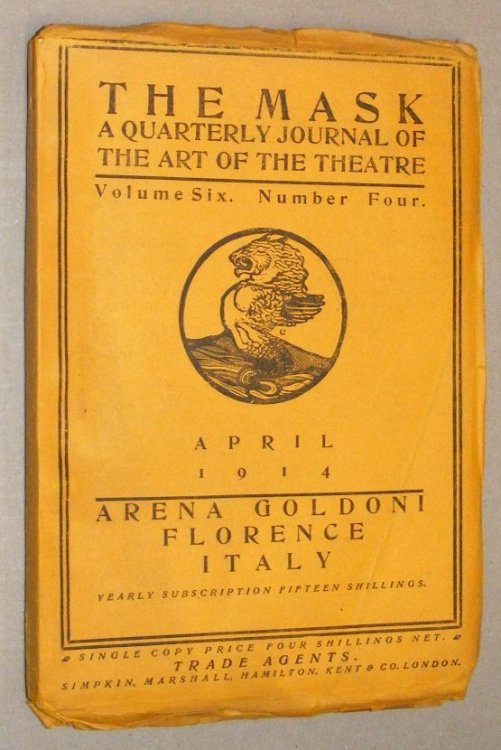 THE MASK
A QUARTERLY JOURNAL OF
THE ART OF THE THEATRE
Volume Six. Number Four.
APRIL
1914
ARENA GOLDONI
FLORENCE
ITALY
YEARLY SUBSCRIPTION FIFTEEN SHILLINGS.
SINGLE COPY PRICE FOUR SHILLINGS NET.
TRADE AGENTS.
SIMPKIN, MARSHALL, HAMILTON, KENT & CO. LONDON.